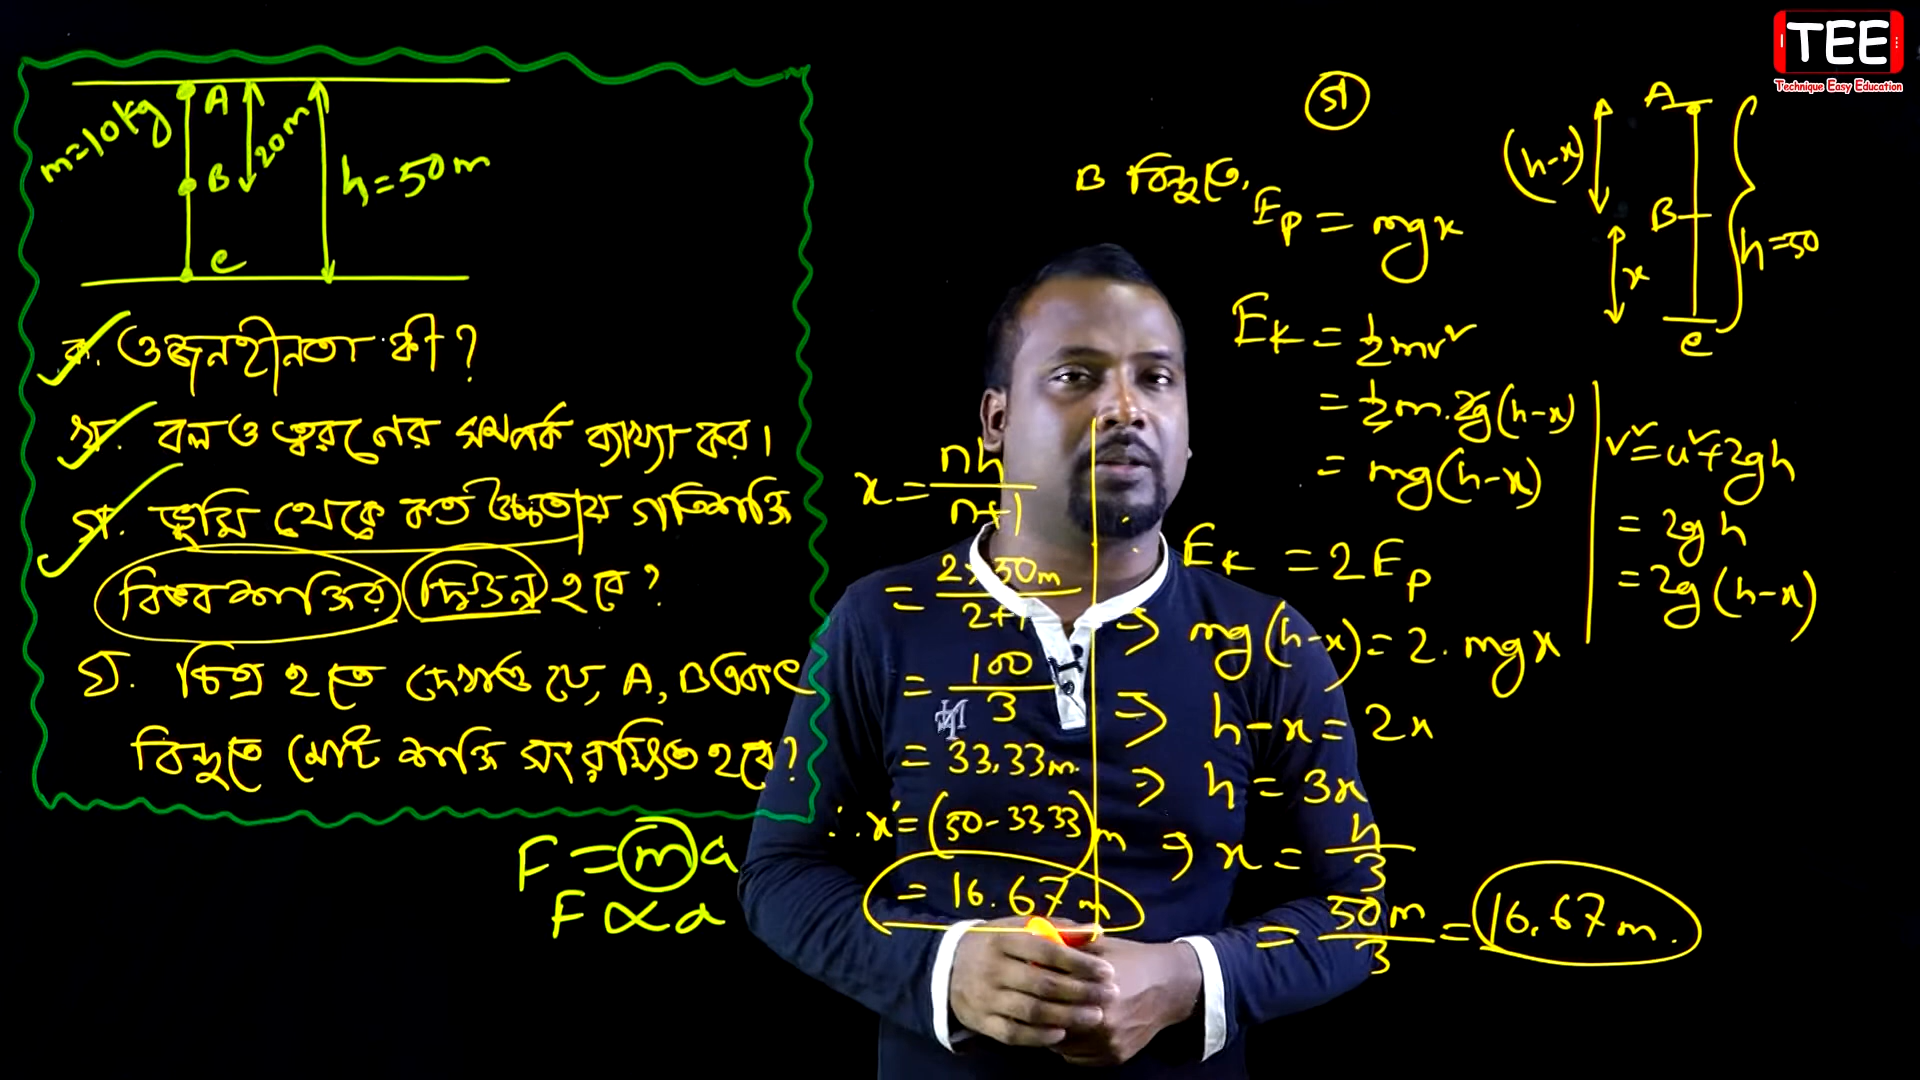 TEE
Technique Easy Education
m=10kg
A
20m
B
h=50m
c
ক. ওজনহীনতা কী?
খ. বল ও ত্বরণের সম্পর্ক ব্যাখ্যা কর।
গ. ভূমি থেকে কত উচ্চতায় গতিশক্তি
বিভবশক্তির দ্বিগুন হবে?
ঘ. চিত্র হতে দেখাও যে, A, B এবং C
বিন্দুতে মোট শক্তি সংরক্ষিত হবে?
F = ma
F ∝ a
x = nh/n+1
= 2×50m/2+1
= 100/3
= 33.33m.
∴ x' = (50-33.33)m
= 16.67 m
গ
B বিন্দুতে,
Ep = mgx
Ek = ½mv²
= ½m.2g(h-x)
= mg(h-x)
Ek = 2Ep
⇒ mg(h-x) = 2.mgx
⇒ h-x = 2x
⇒ h = 3x
⇒ x = h/3
= 50m/3 = 16.67m.
A
(h-x)
B
h=50
x
c
v² = u²+2gh
= 2gh
= 2g(h-x)